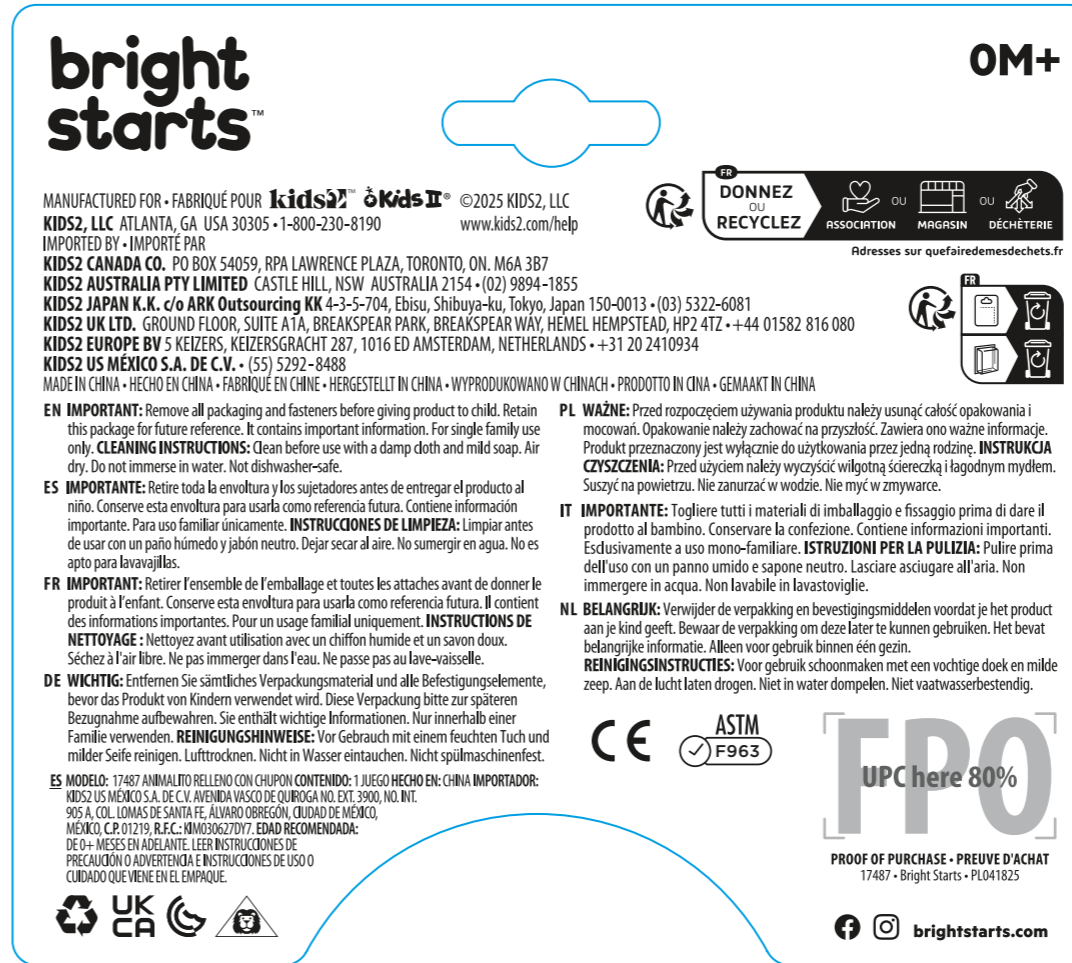 bright
starts™
0M+
MANUFACTURED FOR • FABRIQUÉ POUR kids2™ Kids II® ©2025 KIDS2, LLC
KIDS2, LLC ATLANTA, GA USA 30305 • 1-800-230-8190 www.kids2.com/help
IMPORTED BY • IMPORTÉ PAR
KIDS2 CANADA CO. PO BOX 54059, RPA LAWRENCE PLAZA, TORONTO, ON. M6A 3B7
KIDS2 AUSTRALIA PTY LIMITED CASTLE HILL, NSW AUSTRALIA 2154 • (02) 9894-1855
KIDS2 JAPAN K.K. c/o ARK Outsourcing KK 4-3-5-704, Ebisu, Shibuya-ku, Tokyo, Japan 150-0013 • (03) 5322-6081
KIDS2 UK LTD. GROUND FLOOR, SUITE A1A, BREAKSPEAR PARK, BREAKSPEAR WAY, HEMEL HEMPSTEAD, HP2 4TZ • +44 01582 816 080
KIDS2 EUROPE BV 5 KEIZERS, KEIZERSGRACHT 287, 1016 ED AMSTERDAM, NETHERLANDS • +31 20 2410934
KIDS2 US MÉXICO S.A. DE C.V. • (55) 5292-8488
MADE IN CHINA • HECHO EN CHINA • FABRIQUÉ EN CHINE • HERGESTELLT IN CHINA • WYPRODUKOWANO W CHINACH • PRODOTTO IN CINA • GEMAAKT IN CHINA
FR
DONNEZ
OU
RECYCLEZ
ASSOCIATION
OU
MAGASIN
OU
DÉCHÈTERIE
Adresses sur quefairedemesdechets.fr
FR
EN IMPORTANT: Remove all packaging and fasteners before giving product to child. Retain
this package for future reference. It contains important information. For single family use
only. CLEANING INSTRUCTIONS: Clean before use with a damp cloth and mild soap. Air
dry. Do not immerse in water. Not dishwasher-safe.
ES IMPORTANTE: Retire toda la envoltura y los sujetadores antes de entregar el producto al
niño. Conserve esta envoltura para usarla como referencia futura. Contiene información
importante. Para uso familiar únicamente. INSTRUCCIONES DE LIMPIEZA: Limpiar antes
de usar con un paño húmedo y jabón neutro. Dejar secar al aire. No sumergir en agua. No es
apto para lavavajillas.
FR IMPORTANT: Retirer l'ensemble de l'emballage et toutes les attaches avant de donner le
produit à l'enfant. Conserve esta envoltura para usarla como referencia futura. Il contient
des informations importantes. Pour un usage familial uniquement. INSTRUCTIONS DE
NETTOYAGE : Nettoyez avant utilisation avec un chiffon humide et un savon doux.
Séchez à l'air libre. Ne pas immerger dans l'eau. Ne passe pas au lave-vaisselle.
DE WICHTIG: Entfernen Sie sämtliches Verpackungsmaterial und alle Befestigungselemente,
bevor das Produkt von Kindern verwendet wird. Diese Verpackung bitte zur späteren
Bezugnahme aufbewahren. Sie enthält wichtige Informationen. Nur innerhalb einer
Familie verwenden. REINIGUNGSHINWEISE: Vor Gebrauch mit einem feuchten Tuch und
milder Seife reinigen. Lufttrocknen. Nicht in Wasser eintauchen. Nicht spülmaschinenfest.
PL WAŻNE: Przed rozpoczęciem używania produktu należy usunąć całość opakowania i
mocowań. Opakowanie należy zachować na przyszłość. Zawiera ono ważne informacje.
Produkt przeznaczony jest wyłącznie do użytkowania przez jedną rodzinę. INSTRUKCJA
CZYSZCZENIA: Przed użyciem należy wyczyścić wilgotną ściereczką i łagodnym mydłem.
Suszyć na powietrzu. Nie zanurzać w wodzie. Nie myć w zmywarce.
IT IMPORTANTE: Togliere tutti i materiali di imballaggio e fissaggio prima di dare il
prodotto al bambino. Conservare la confezione. Contiene informazioni importanti.
Esclusivamente a uso mono-familiare. ISTRUZIONI PER LA PULIZIA: Pulire prima
dell'uso con un panno umido e sapone neutro. Lasciare asciugare all'aria. Non
immergere in acqua. Non lavabile in lavastoviglie.
NL BELANGRIJK: Verwijder de verpakking en bevestigingsmiddelen voordat je het product
aan je kind geeft. Bewaar de verpakking om deze later te kunnen gebruiken. Het bevat
belangrijke informatie. Alleen voor gebruik binnen één gezin.
REINIGINGSINSTRUCTIES: Voor gebruik schoonmaken met een vochtige doek en milde
zeep. Aan de lucht laten drogen. Niet in water dompelen. Niet vaatwasserbestendig.
ES MODELO: 17487 ANIMALITO RELLENO CON CHUPON CONTENIDO: 1 JUEGO HECHO EN: CHINA IMPORTADOR:
KIDS2 US MÉXICO S.A. DE C.V. AVENIDA VASCO DE QUIROGA NO. EXT. 3900, NO. INT.
905 A, COL. LOMAS DE SANTA FE, ÁLVARO OBREGÓN, CIUDAD DE MÉXICO,
MÉXICO, C.P. 01219, R.F.C.: KIM030627DY7. EDAD RECOMENDADA:
DE 0+ MESES EN ADELANTE. LEER INSTRUCCIONES DE
PRECAUCIÓN O ADVERTENCIA E INSTRUCCIONES DE USO O
CUIDADO QUE VIENE EN EL EMPAQUE.
UK
CA
CE
ASTM
F963
FPO
UPC here 80%
PROOF OF PURCHASE • PREUVE D'ACHAT
17487 • Bright Starts • PL041825
brightstarts.com